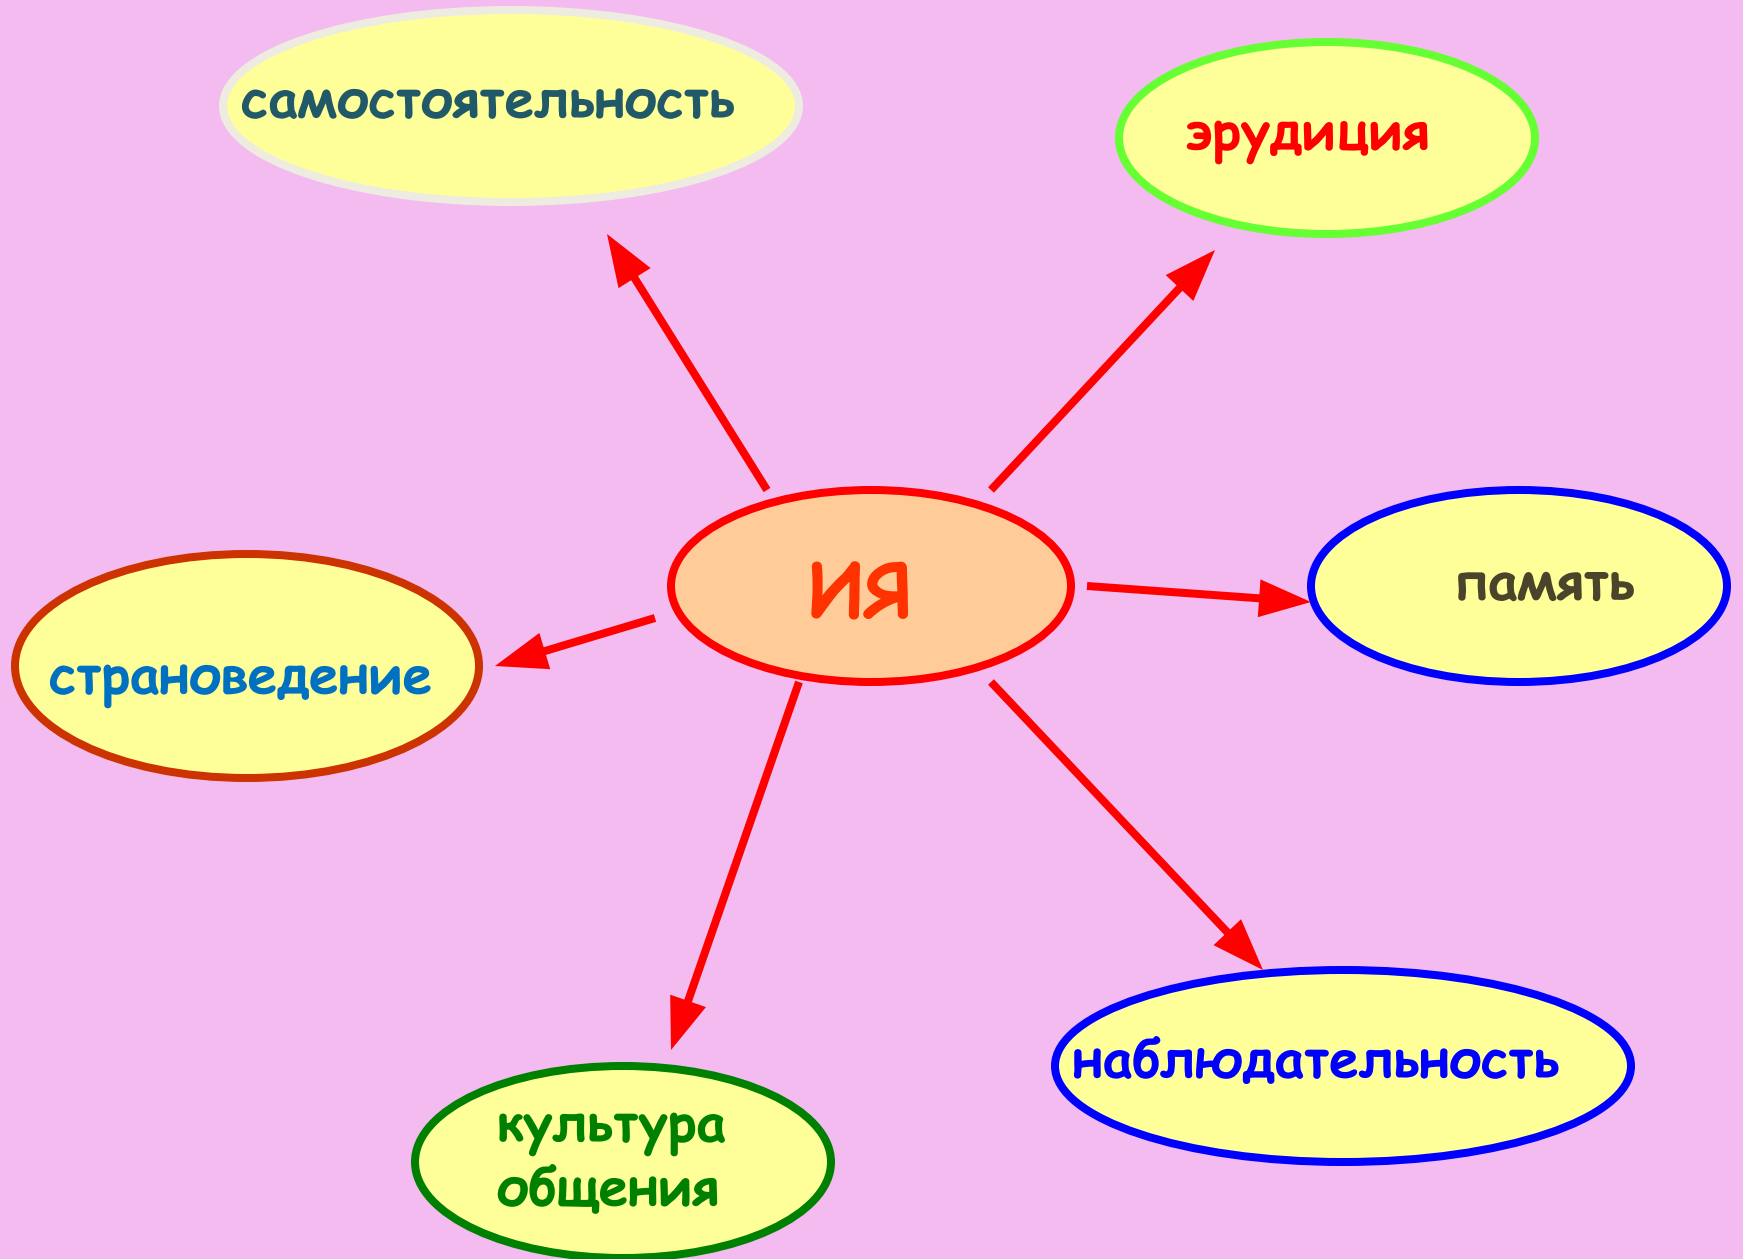 самостоятельность
эрудиция
ИЯ
память
страноведение
наблюдательность
культура
общения